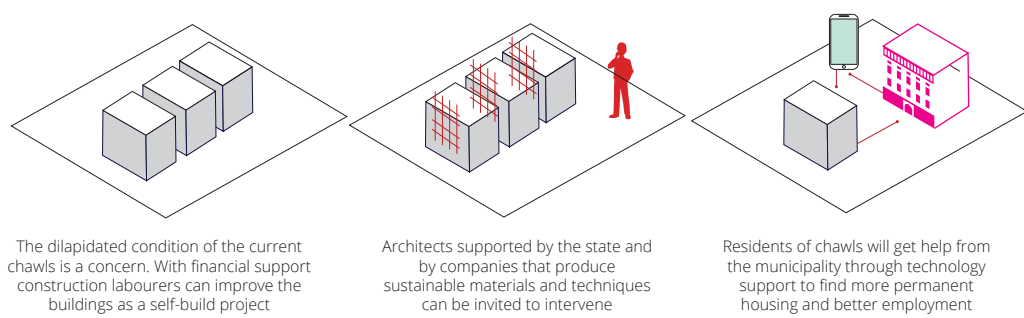 The dilapidated condition of the current
chawls is a concern. With financial support
construction labourers can improve the
buildings as a self-build project
Architects supported by the state and
by companies that produce
sustainable materials and techniques
can be invited to intervene
Residents of chawls will get help from
the municipality through technology
support to find more permanent
housing and better employment